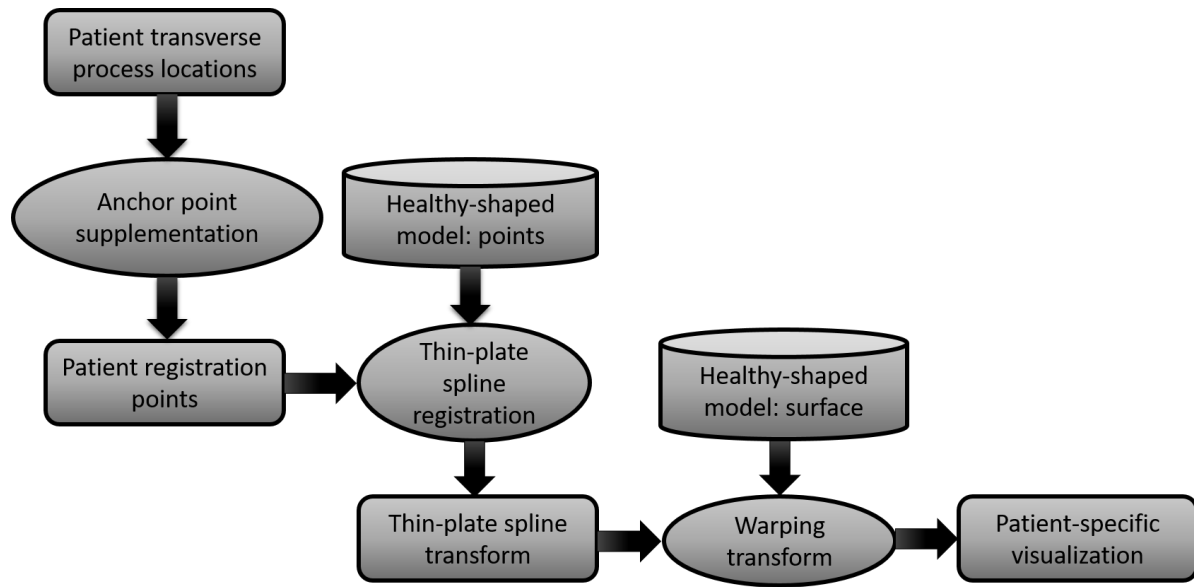 Patient transverse
process locations
Anchor point
supplementation
Healthy-shaped
model: points
Patient registration
points
Thin-plate
spline
registration
Healthy-shaped
model: surface
Thin-plate spline
transform
Warping
transform
Patient-specific
visualization